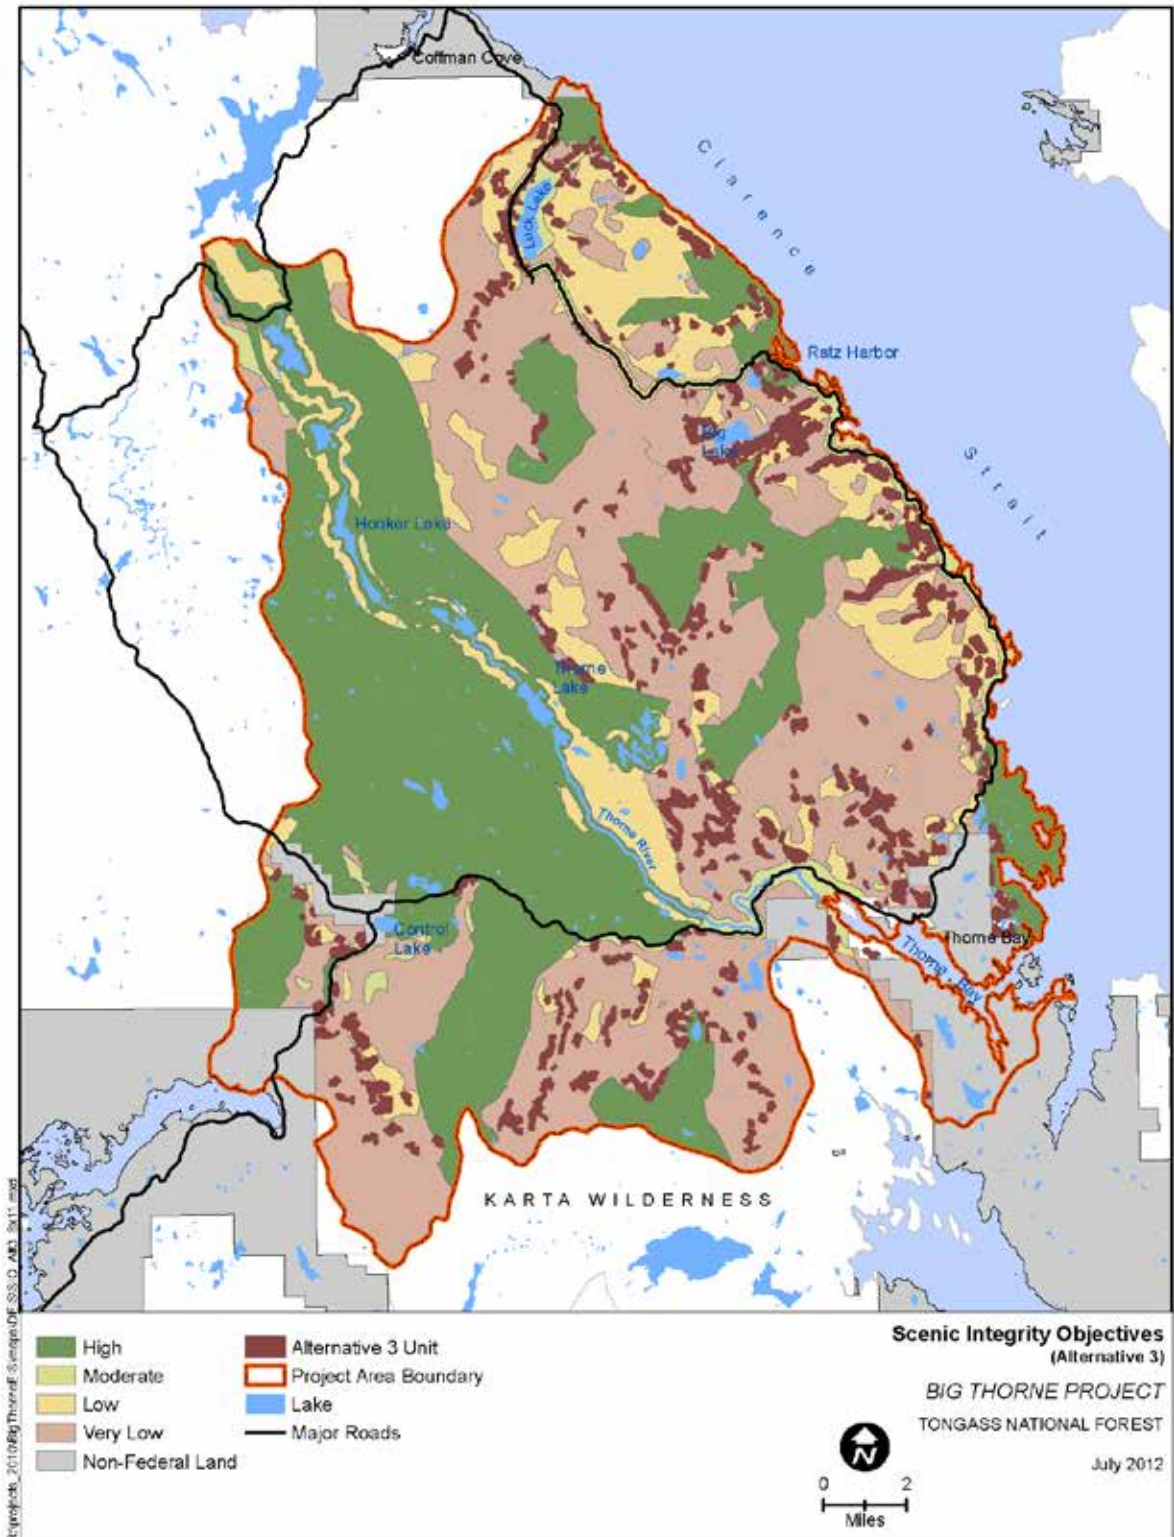 Coffman Cove
Clarence
Luck Lake
Ratz Harbor
Big
Lake
Strait
Honker Lake
Thorne
Lake
Thorne River
Control
Lake
Thorne Bay
Thorne Bay
KARTA WILDERNESS
High
Moderate
Low
Very Low
Non-Federal Land
Alternative 3 Unit
Project Area Boundary
Lake
Major Roads
Scenic Integrity Objectives
(Alternative 3)
BIG THORNE PROJECT
TONGASS NATIONAL FOREST
July 2012
N
0 2
Miles